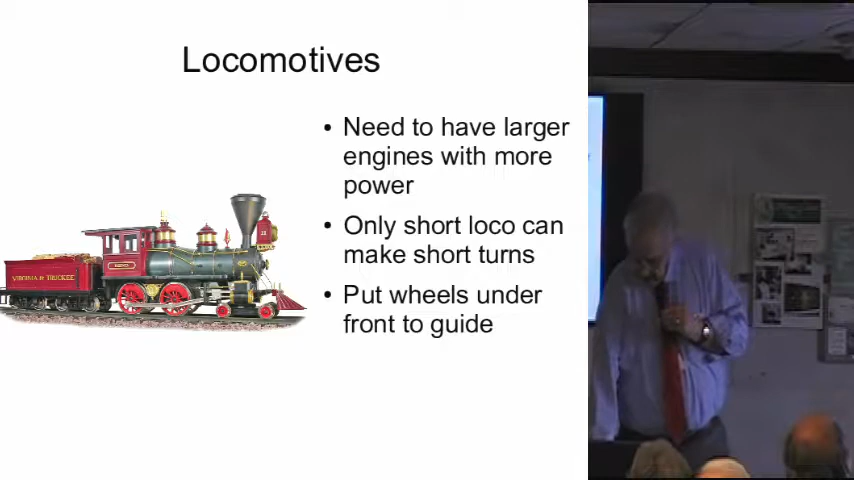 Locomotives
• Need to have larger
engines with more
power
• Only short loco can
make short turns
• Put wheels under
front to guide
VIRGINIA & TRUCKEE